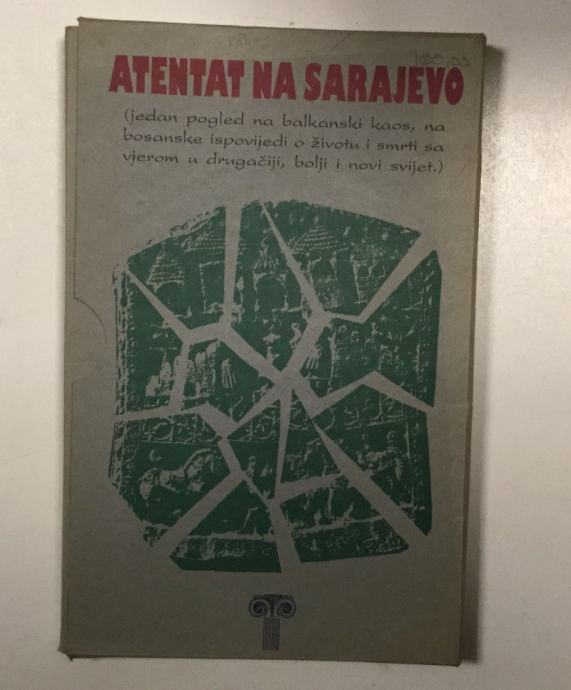 ATENTAT NA SARAJEVO
(jedan pogled na balkanski kaos, na
bosanske ispovijedi o životu i smrti sa
vjerom u drugačiji, bolji i novi svijet.)